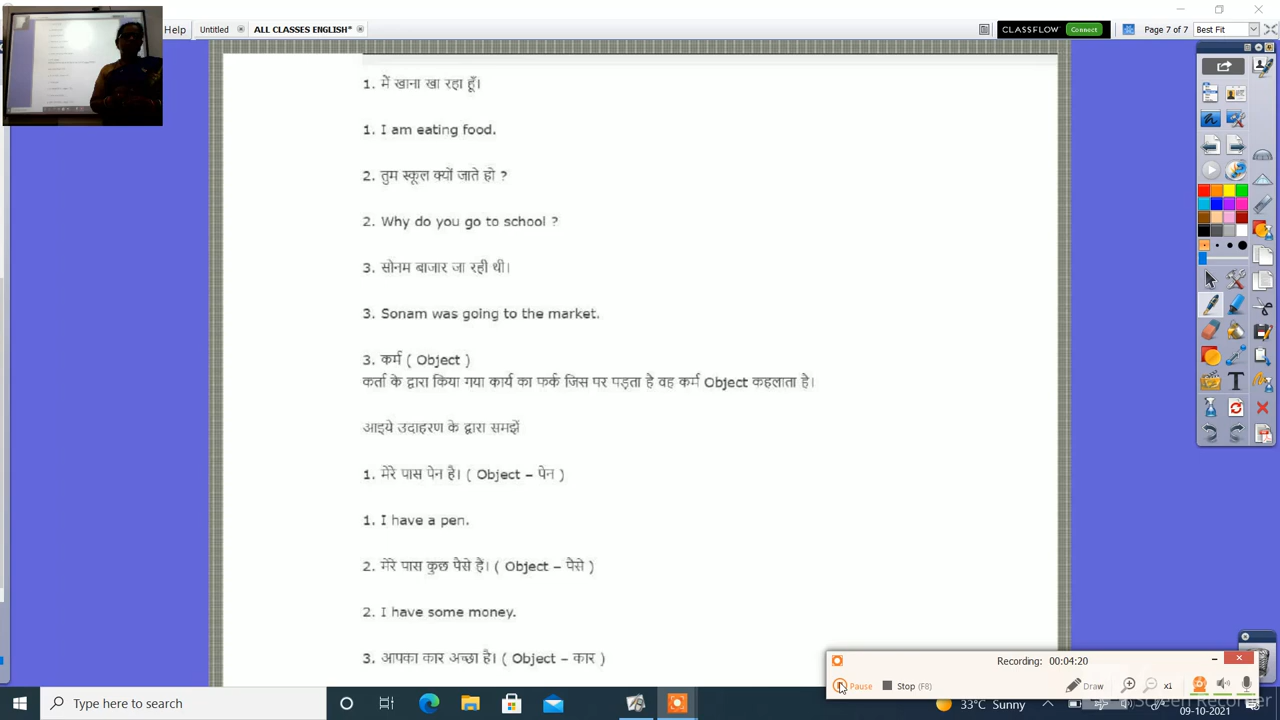 Help
Untitled
ALL CLASSES ENGLISH*
CLASSFLOW
Connect
Page 7 of 7
Best Fit
1. में खाना खा रहा हूँ।
1. I am eating food.
2. तुम स्कूल क्यों जाते हो ?
2. Why do you go to school ?
3. सोनम बाजार जा रही थी।
3. Sonam was going to the market.
3. कर्म ( Object )
कर्ता के द्वारा किया गया कार्य का फर्क जिस पर पड़ता है वह कर्म Object कहलाता है।
आइये उदाहरण के द्वारा समझें
1. मेरे पास पेन है। ( Object – पेन )
1. I have a pen.
2. मेरे पास कुछ पैसे हैं। ( Object – पैसे )
2. I have some money.
3. आपका कार अच्छा है। ( Object – कार )
Recording: 00:04:20
Pause
Stop (F8)
Draw
x1
Type here to search
33°C Sunny
09-10-2021